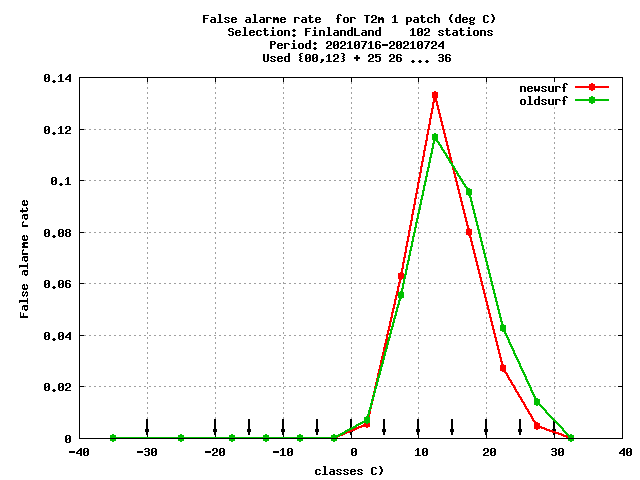 False alarme rate  for T2m 1 patch (deg C)
Selection: FinlandLand    102 stations
Period: 20210716-20210724
Used {00,12} + 25 26 ... 36
newsurf
oldsurf
False alarme rate
0.14
0.12
0.1
0.08
0.06
0.04
0.02
0
-40 -30 -20 -10 0 10 20 30 40
classes C)